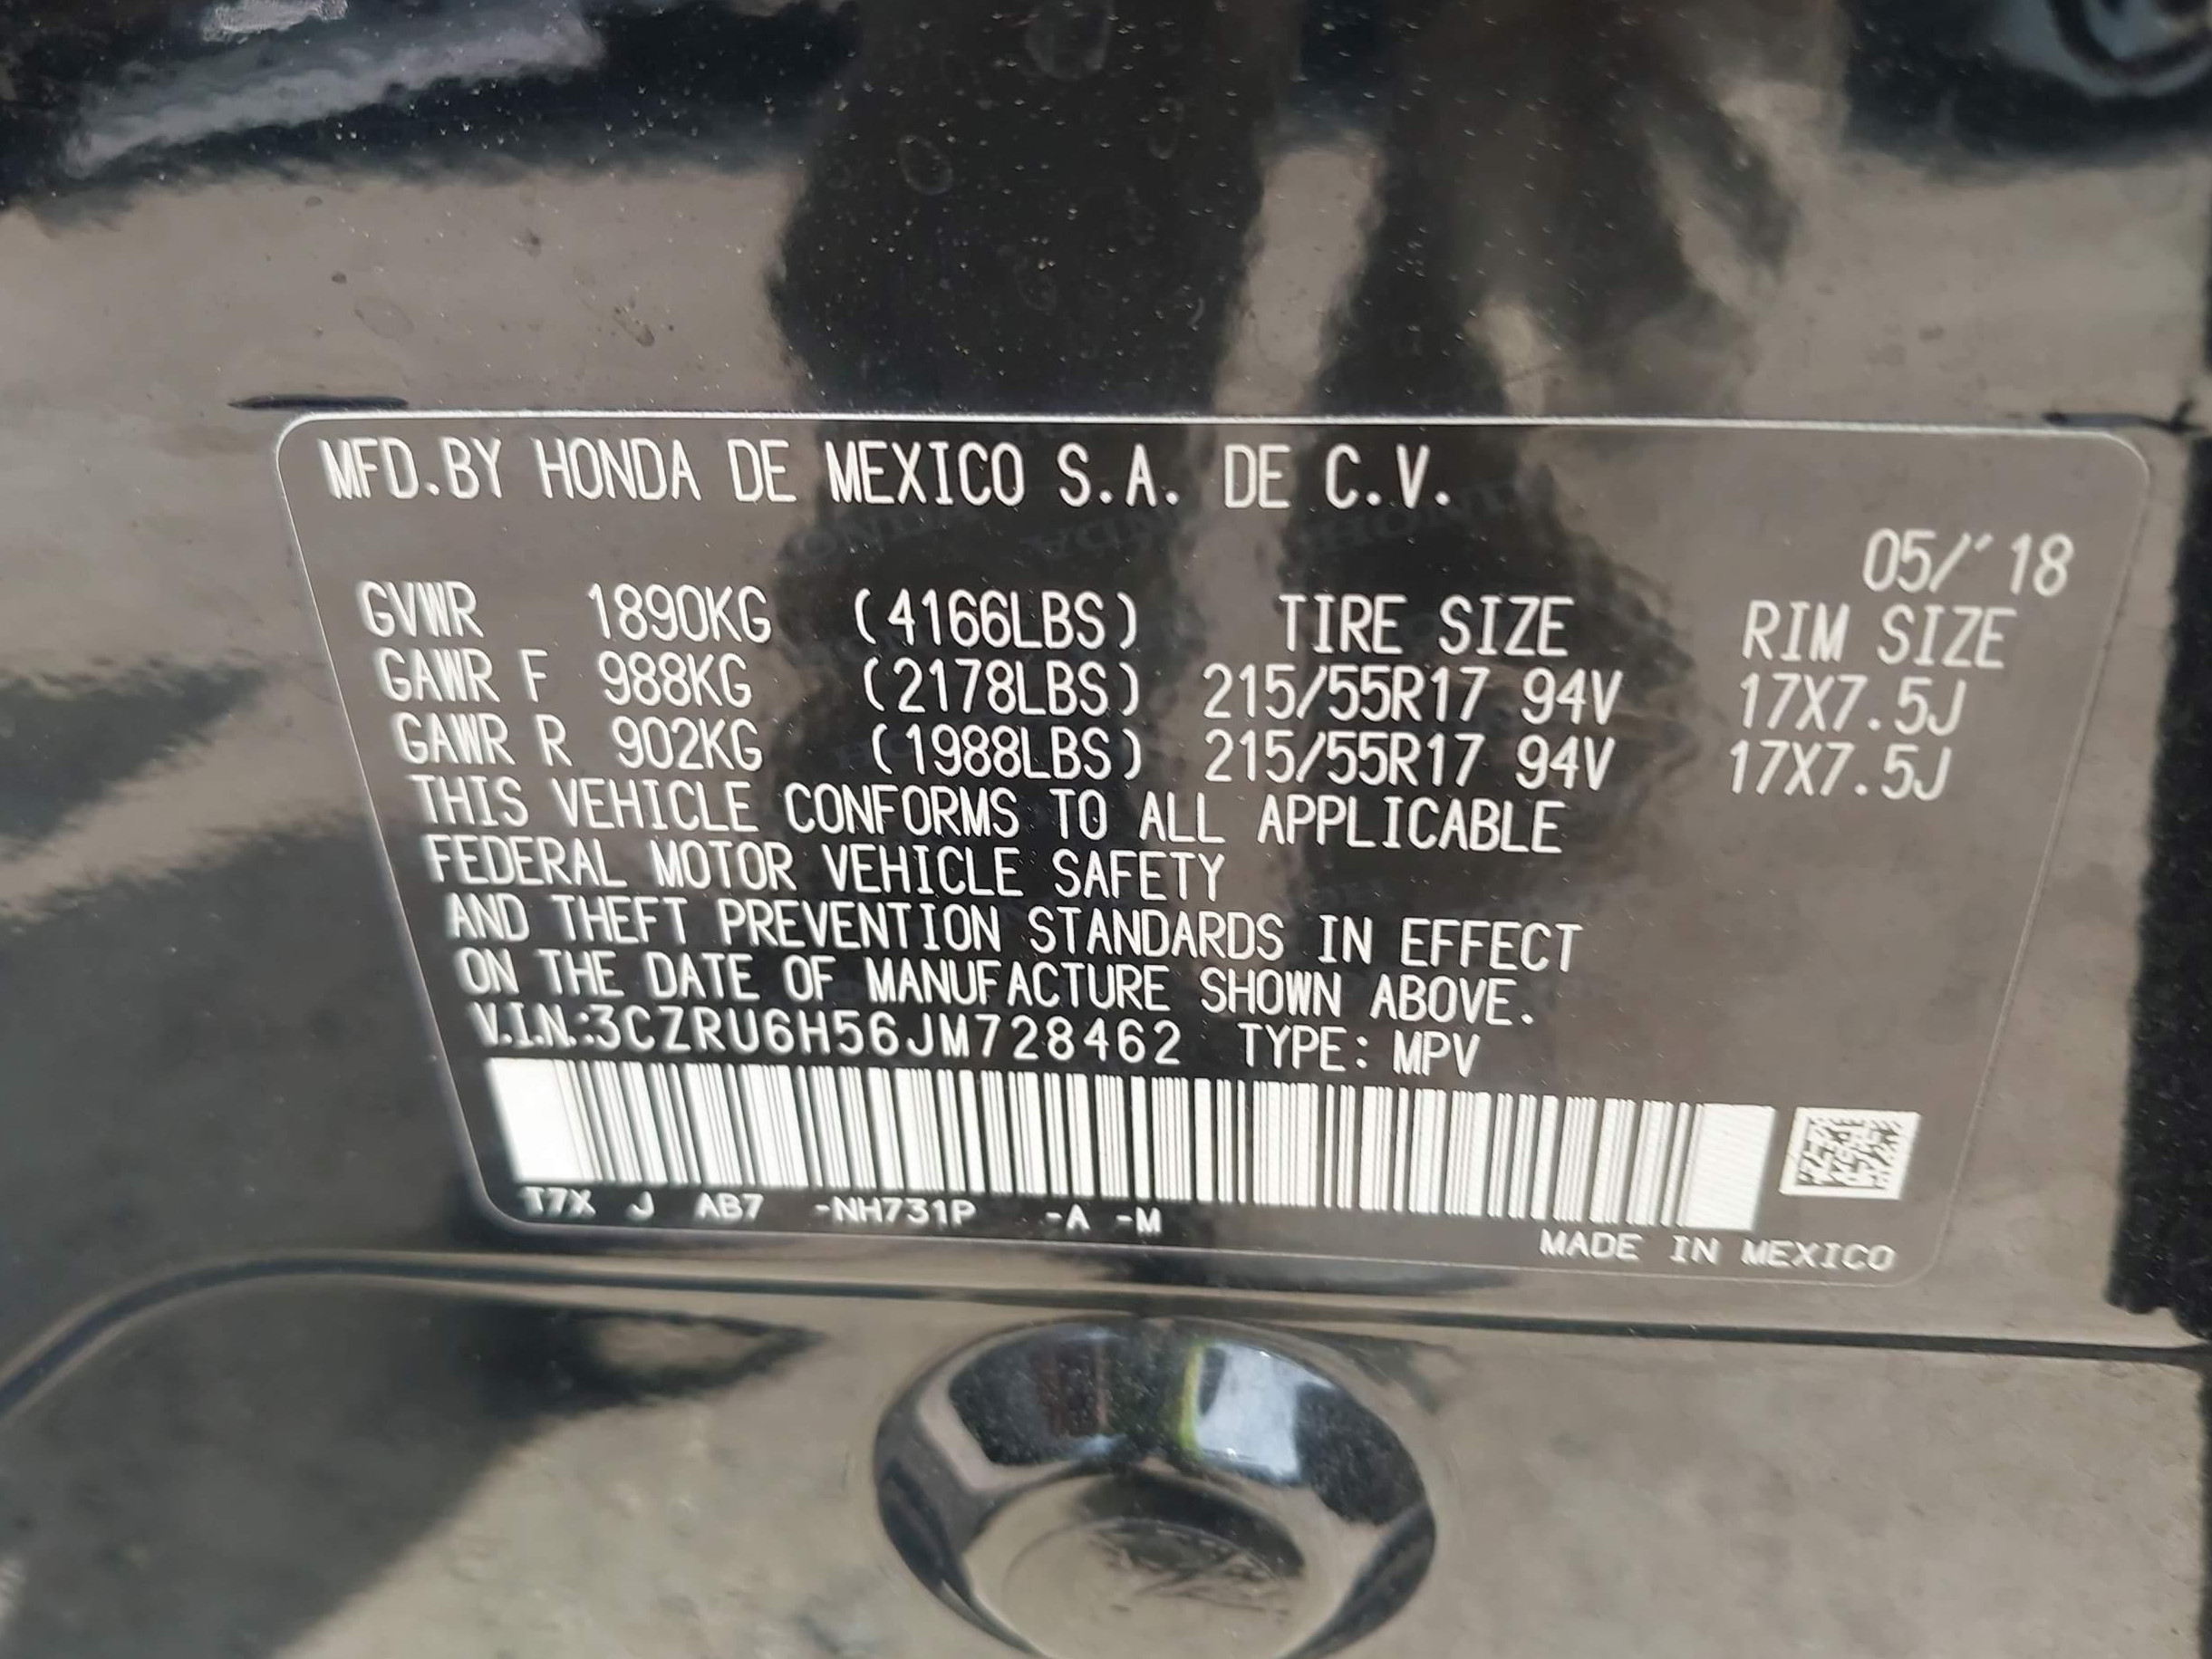 MFD.BY HONDA DE MEXICO S.A. DE C.V.
05/'18
GVWR 1890KG (4166LBS) TIRE SIZE RIM SIZE
GAWR F 988KG (2178LBS) 215/55R17 94V 17X7.5J
GAWR R 902KG (1988LBS) 215/55R17 94V 17X7.5J
THIS VEHICLE CONFORMS TO ALL APPLICABLE
FEDERAL MOTOR VEHICLE SAFETY
AND THEFT PREVENTION STANDARDS IN EFFECT
ON THE DATE OF MANUFACTURE SHOWN ABOVE.
V.I.N.:3CZRU6H56JM728462 TYPE: MPV
T7X J AB7 -NH731P -A -M
MADE IN MEXICO